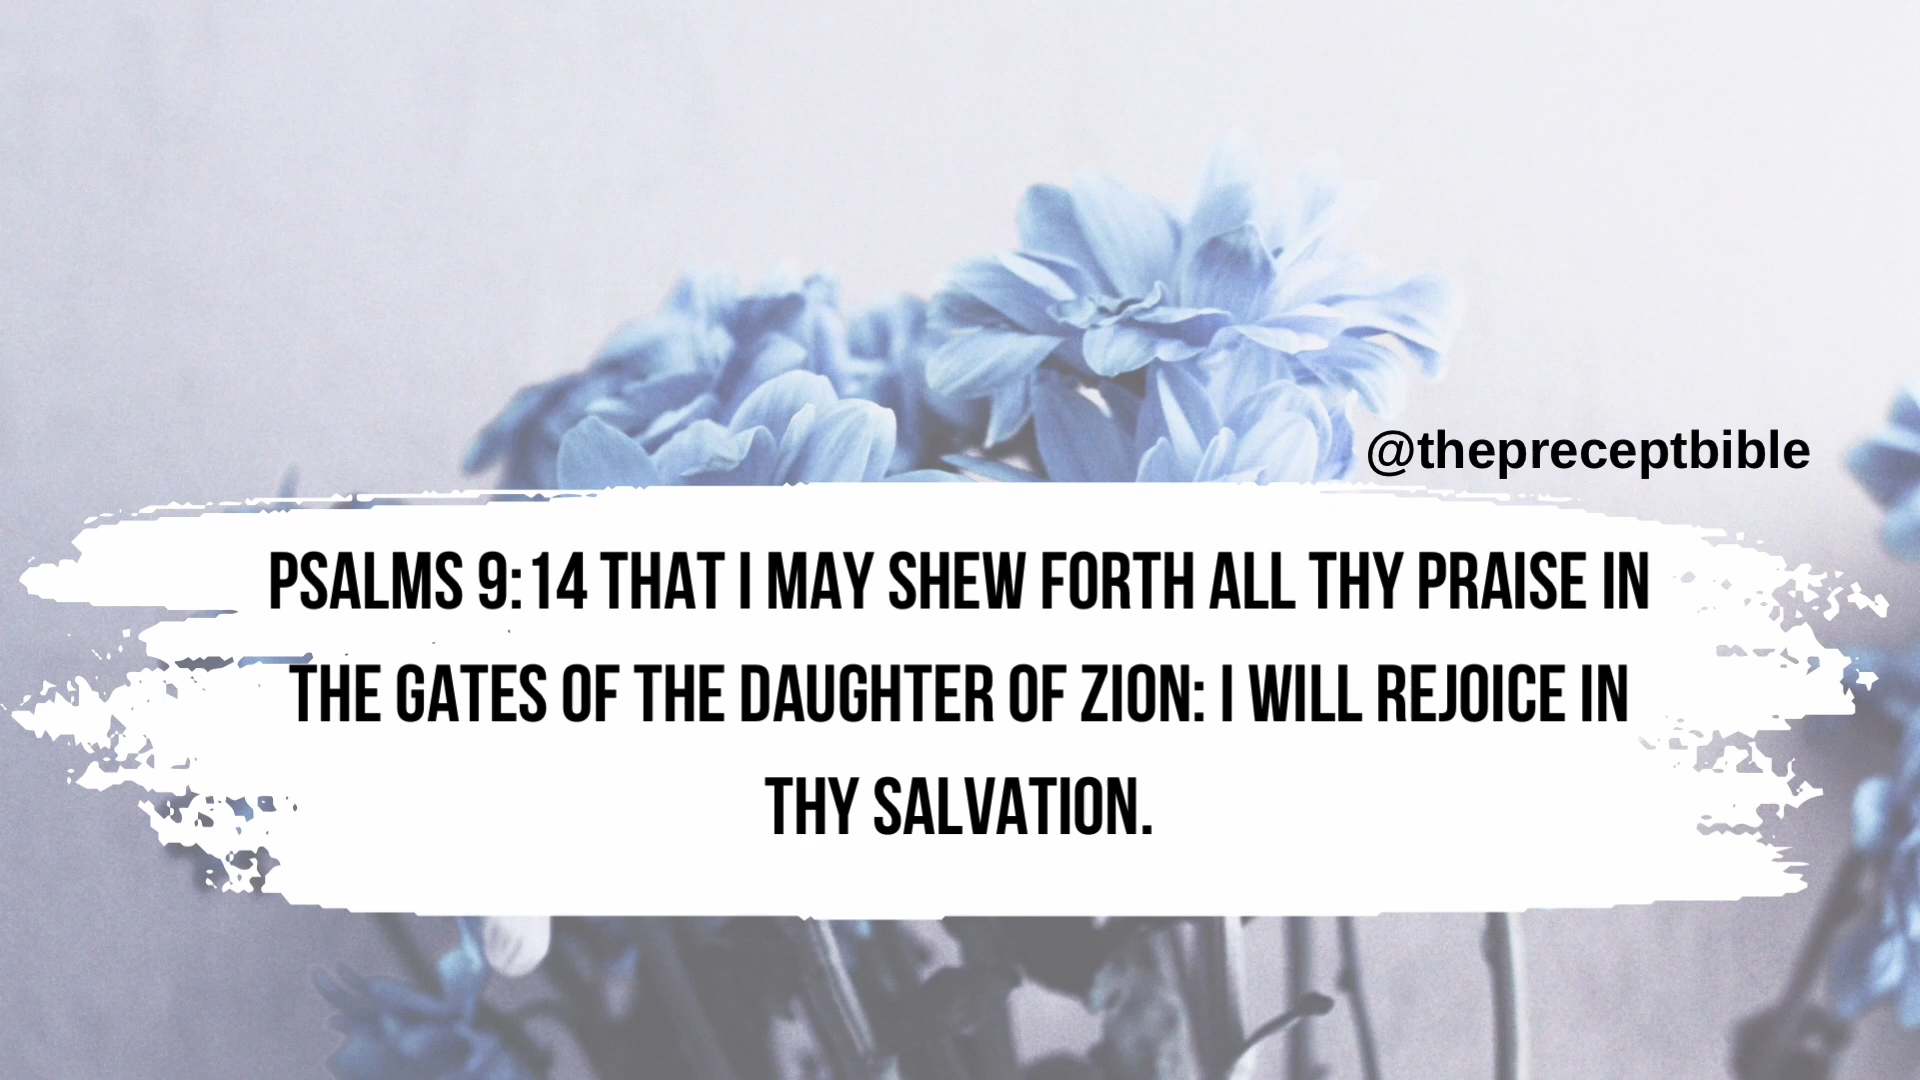 @thepreceptbible
PSALMS 9:14 THAT I MAY SHEW FORTH ALL THY PRAISE IN
THE GATES OF THE DAUGHTER OF ZION: I WILL REJOICE IN
THY SALVATION.